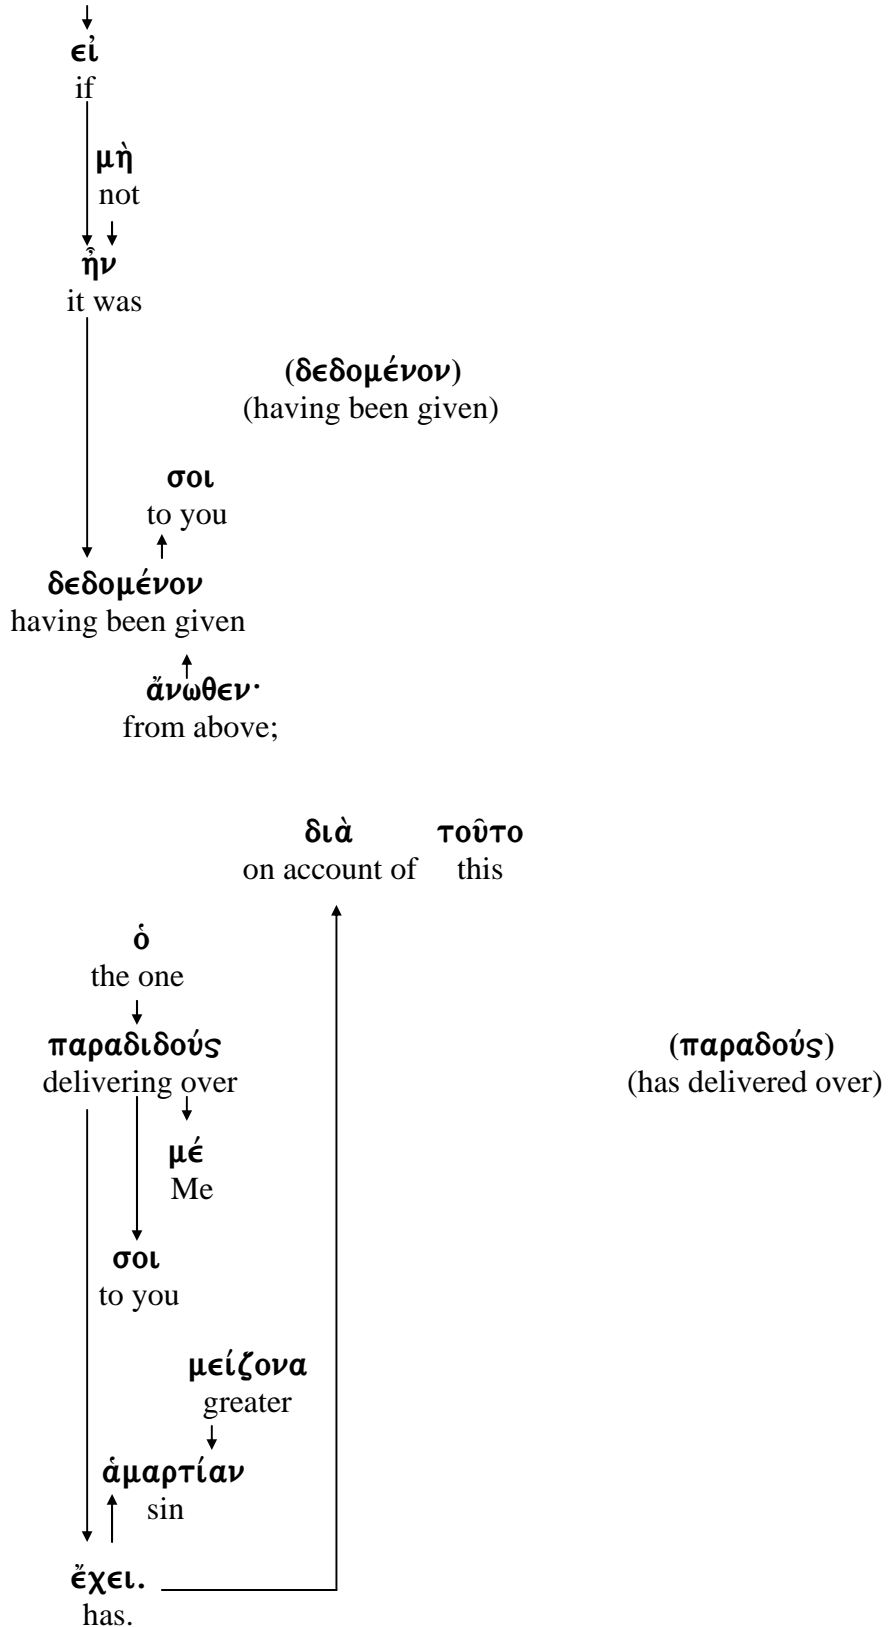 εἰ
if
μὴ
not
ἦν
it was
(δεδομένον)
(having been given)
σοι
to you
δεδομένον
having been given
ἄνωθεν·
from above;
διὰ τοῦτο
on account of this
ὁ
the one
παραδιδούς (παραδούς)
delivering over (has delivered over)
μέ
Me
σοι
to you
μείζονα
greater
ἁμαρτίαν
sin
ἔχει.
has.